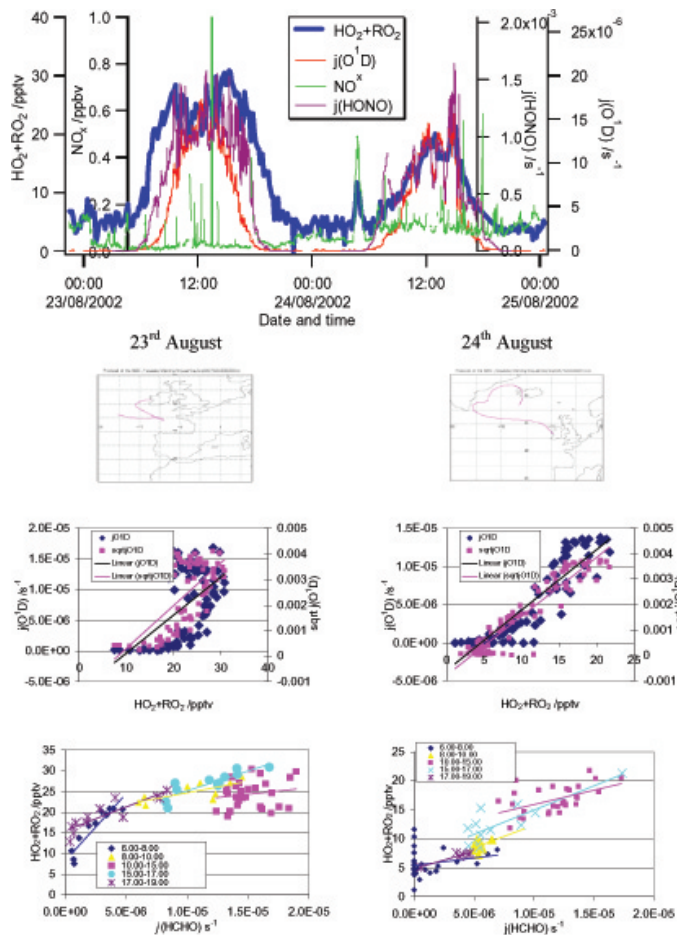 HO₂+RO₂
j(O¹D)
NOˣ
j(HONO)
HO₂+RO₂ /pptv
40
30
20
10
0
NOₓ /ppbv
1.0
0.8
0.6
0.4
0.2
0.0
2.0x10⁻³
1.5
1.0
0.5
0.0
j(HONO) /s⁻¹
25x10⁻⁶
20
15
10
5
0
j(O¹D) /s⁻¹
00:00 12:00 00:00 12:00 00:00
23/08/2002 24/08/2002 25/08/2002
Date and time
23ʳᵈ August 24ᵗʰ August
2.0E-05
1.5E-05
1.0E-05
5.0E-06
0.0E+00
-5.0E-06
j(O¹D) /s⁻¹
jO1D
sqrtjO1D
Linear (jO1D)
Linear (sqrtjO1D)
0.005
0.004
0.003
0.002
0.001
0
-0.001
sqrt j(O¹D)
0 10 20 30 40
HO₂+RO₂ /pptv
1.5E-05
1.0E-05
5.0E-06
0.0E+00
-5.0E-06
j(O¹D) /s⁻¹
jO1D
sqrtjO1D
Linear (jO1D)
Linear (sqrtjO1D)
0.005
0.004
0.003
0.002
0.001
0
-0.001
0 5 10 15 20 25
HO₂+RO₂ /pptv
HO₂+RO₂ /pptv
35
30
25
20
15
10
5
0
6.00-8.00
8.00-10.00
10.00-15.00
15.00-17.00
17.00-19.00
0.0E+00 5.0E-06 1.0E-05 1.5E-05 2.0E-05
j(HCHO) s⁻¹
HO₂+RO₂ /pptv
25
20
15
10
5
0
6.00-8.00
8.00-10.00
10.00-15.00
15.00-17.00
17.00-19.00
0.0E+00 5.0E-06 1.0E-05 1.5E-05 2.0E-05
j(HCHO) s⁻¹